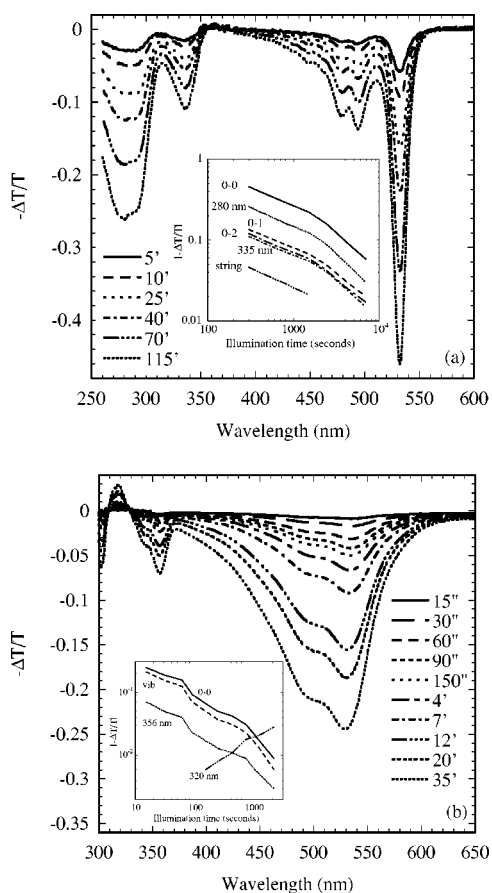 0
-0.1
-0.2
-0.3
-0.4
-ΔT/T
5'
10'
25'
40'
70'
115'
1
0.1
0.01
|-ΔT/T|
0-0
280 nm
0-1
0-2
335 nm
string
100
1000
10⁴
Illumination time (seconds)
(a)
250 300 350 400 450 500 550 600
Wavelength (nm)
0
-0.05
-0.1
-0.15
-0.2
-0.25
-0.3
-0.35
-ΔT/T
15"
30"
60"
90"
150"
4'
7'
12'
20'
35'
10⁻¹
10⁻²
|-ΔT/T|
vib
0-0
356 nm
320 nm
100
1000
Illumination time (seconds)
(b)
300 350 400 450 500 550 600 650
Wavelength (nm)